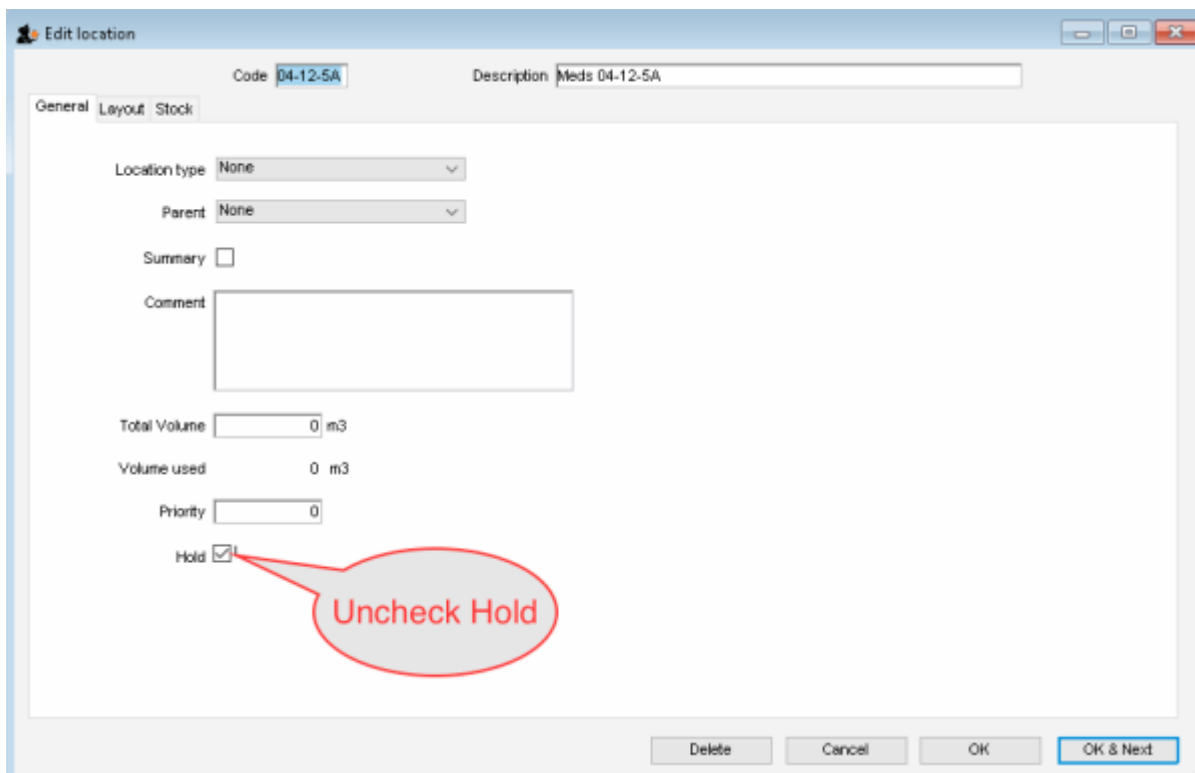 Edit location
Code 04-12-5A Description Meds 04-12-5A
General Layout Stock
Location type None
Parent None
Summary
Comment
Total Volume 0 m3
Volume used 0 m3
Priority 0
Hold
Uncheck Hold
Delete Cancel OK OK & Next